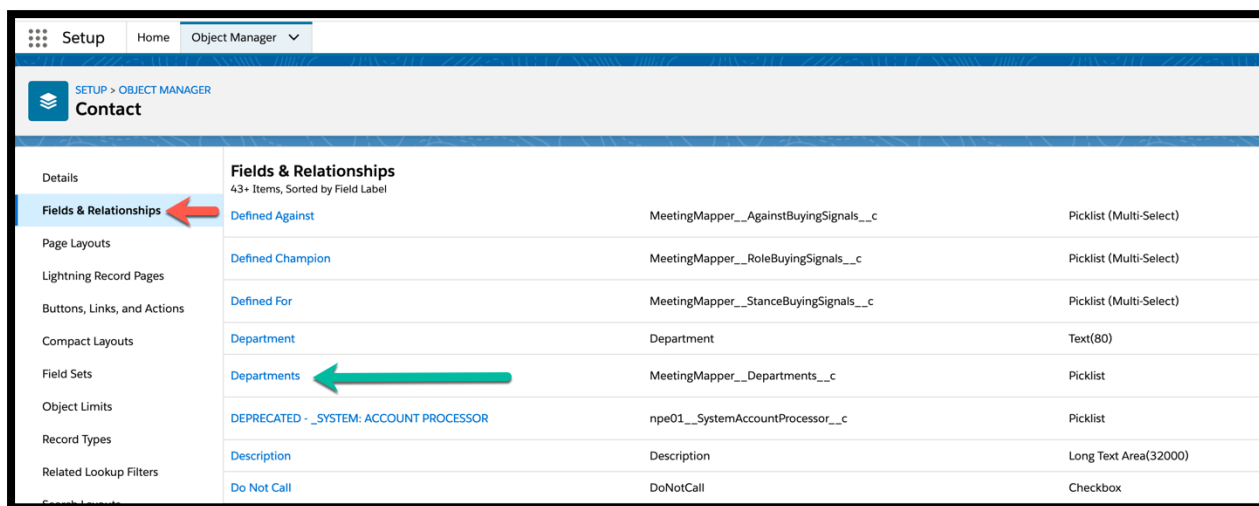 Setup Home Object Manager
SETUP > OBJECT MANAGER
Contact
Details
Fields & Relationships
Page Layouts
Lightning Record Pages
Buttons, Links, and Actions
Compact Layouts
Field Sets
Object Limits
Record Types
Related Lookup Filters
Search Layouts
Fields & Relationships
43+ Items, Sorted by Field Label
Defined Against MeetingMapper__AgainstBuyingSignals__c Picklist (Multi-Select)
Defined Champion MeetingMapper__RoleBuyingSignals__c Picklist (Multi-Select)
Defined For MeetingMapper__StanceBuyingSignals__c Picklist (Multi-Select)
Department Department Text(80)
Departments MeetingMapper__Departments__c Picklist
DEPRECATED - _SYSTEM: ACCOUNT PROCESSOR npe01__SystemAccountProcessor__c Picklist
Description Description Long Text Area(32000)
Do Not Call DoNotCall Checkbox